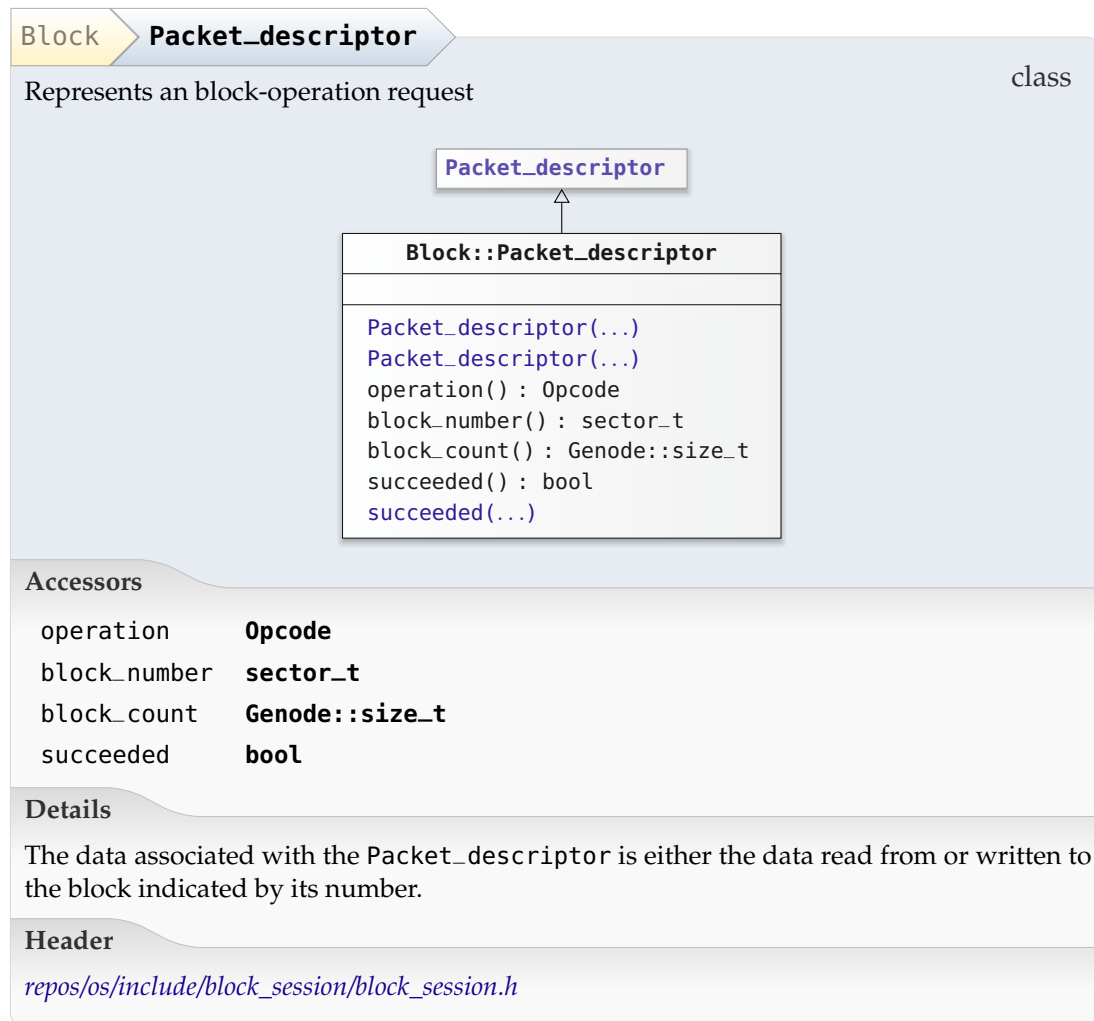 Block Packet_descriptor
class
Represents an block-operation request
Packet_descriptor
Block::Packet_descriptor
Packet_descriptor(...)
Packet_descriptor(...)
operation() : Opcode
block_number() : sector_t
block_count() : Genode::size_t
succeeded() : bool
succeeded(...)
Accessors
operation Opcode
block_number sector_t
block_count Genode::size_t
succeeded bool
Details
The data associated with the Packet_descriptor is either the data read from or written to
the block indicated by its number.
Header
repos/os/include/block_session/block_session.h